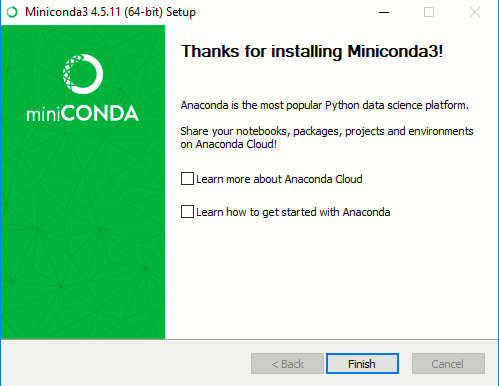 Miniconda3 4.5.11 (64-bit) Setup
miniCONDA
Thanks for installing Miniconda3!
Anaconda is the most popular Python data science platform.
Share your notebooks, packages, projects and environments
on Anaconda Cloud!
Learn more about Anaconda Cloud
Learn how to get started with Anaconda
< Back
Finish
Cancel